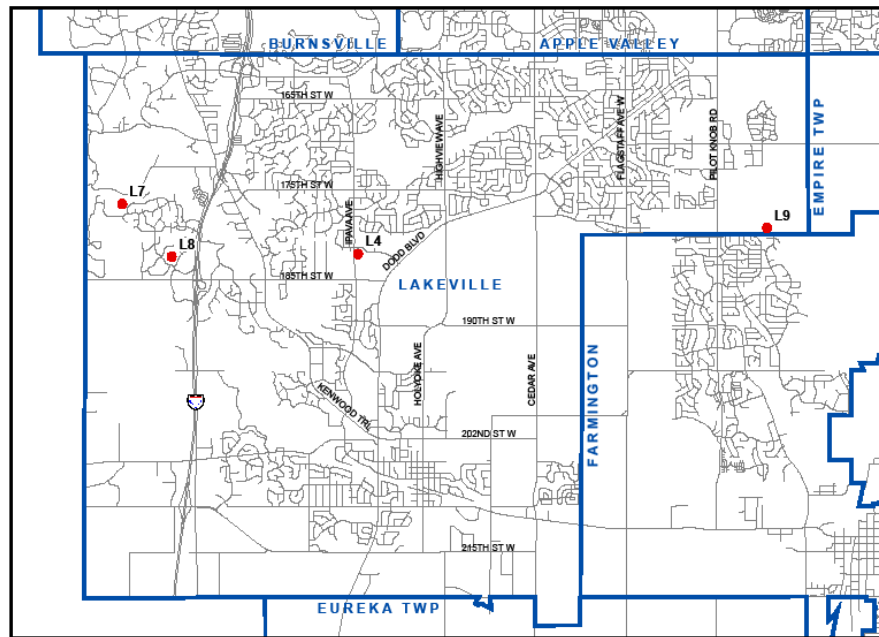 BURNSVILLE
APPLE VALLEY
165TH ST W
HIGHVIEW AVE
FLAGSTAFF AVE W
PILOT KNOB RD
EMPIRE TWP
175TH ST W
L7
IPAVA AVE
L9
L8
L4
DODD BLVD
185TH ST W
LAKEVILLE
190TH ST W
HOLYOKE AVE
CEDAR AVE
FARMINGTON
KENWOOD TRL
202ND ST W
215TH ST W
EUREKA TWP